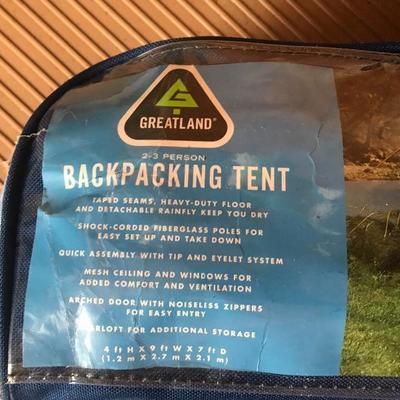 GREATLAND®
2-3 PERSON
BACKPACKING TENT
TAPED SEAMS, HEAVY-DUTY FLOOR
AND DETACHABLE RAINFLY KEEP YOU DRY
SHOCK-CORDED FIBERGLASS POLES FOR
EASY SET UP AND TAKE DOWN
QUICK ASSEMBLY WITH TIP AND EYELET SYSTEM
MESH CEILING AND WINDOWS FOR
ADDED COMFORT AND VENTILATION
ARCHED DOOR WITH NOISELESS ZIPPERS
FOR EASY ENTRY
GEARLOFT FOR ADDITIONAL STORAGE
4 ft H X 9 ft W X 7 ft D
(1.2 m X 2.7 m X 2.1 m)